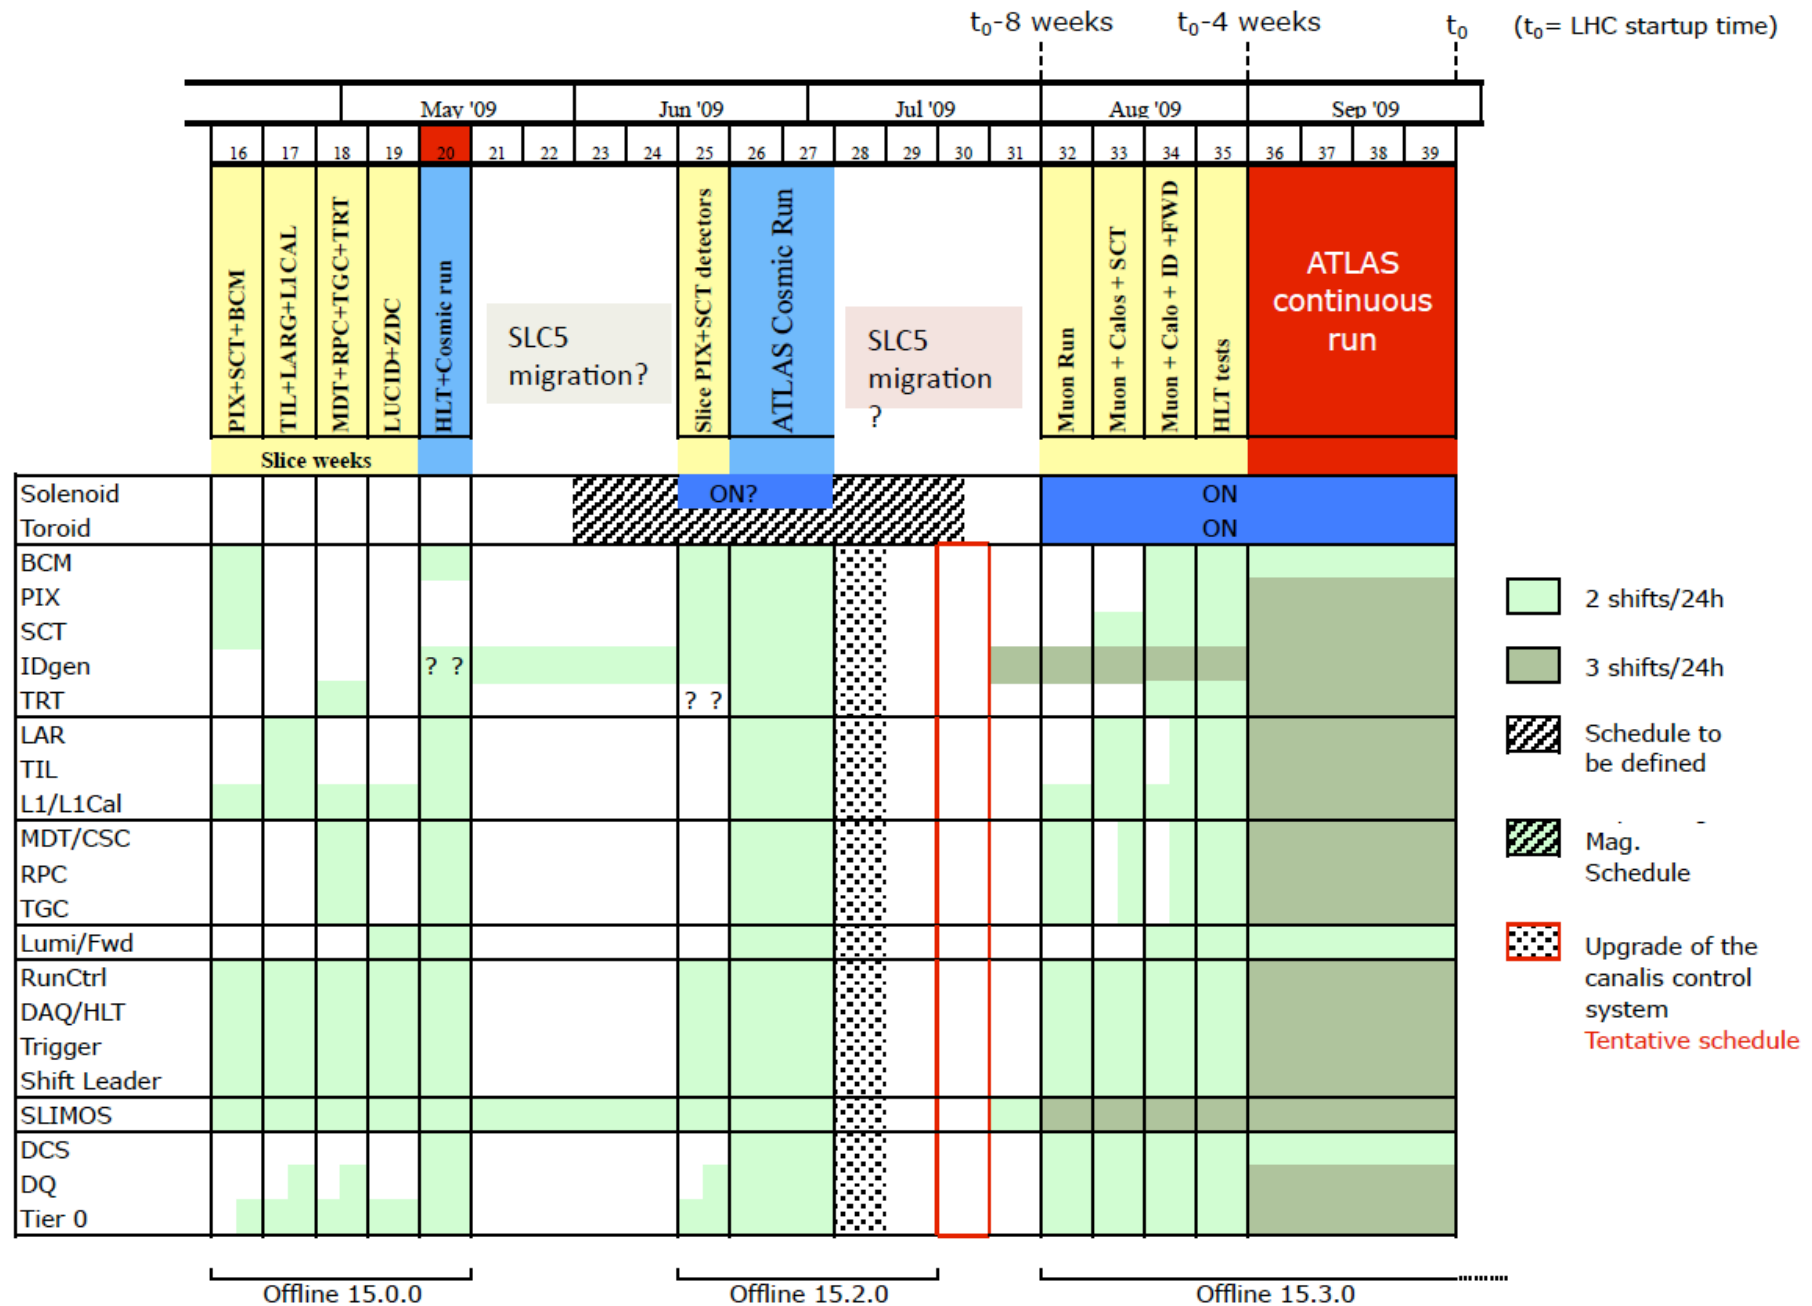 t0-8 weeks t0-4 weeks t0 (t0= LHC startup time)
May '09 Jun '09 Jul '09 Aug '09 Sep '09
16 17 18 19 20 21 22 23 24 25 26 27 28 29 30 31 32 33 34 35 36 37 38 39
PIX+SCT+BCM
TIL+LARG+L1CAL
MDT+RPC+TGC+TRT
LUCID+ZDC
HLT+Cosmic run
SLC5
migration?
Slice PIX+SCT detectors
ATLAS Cosmic Run
SLC5
migration
?
Muon Run
Muon + Calos + SCT
Muon + Calo + ID +FWD
HLT tests
ATLAS
continuous
run
Slice weeks
Solenoid ON? ON
Toroid ON
BCM
PIX
SCT
IDgen ? ?
TRT ? ?
LAR
TIL
L1/L1Cal
MDT/CSC
RPC
TGC
Lumi/Fwd
RunCtrl
DAQ/HLT
Trigger
Shift Leader
SLIMOS
DCS
DQ
Tier 0
2 shifts/24h
3 shifts/24h
Schedule to
be defined
Mag.
Schedule
Upgrade of the
canalis control
system
Tentative schedule
Offline 15.0.0 Offline 15.2.0 Offline 15.3.0